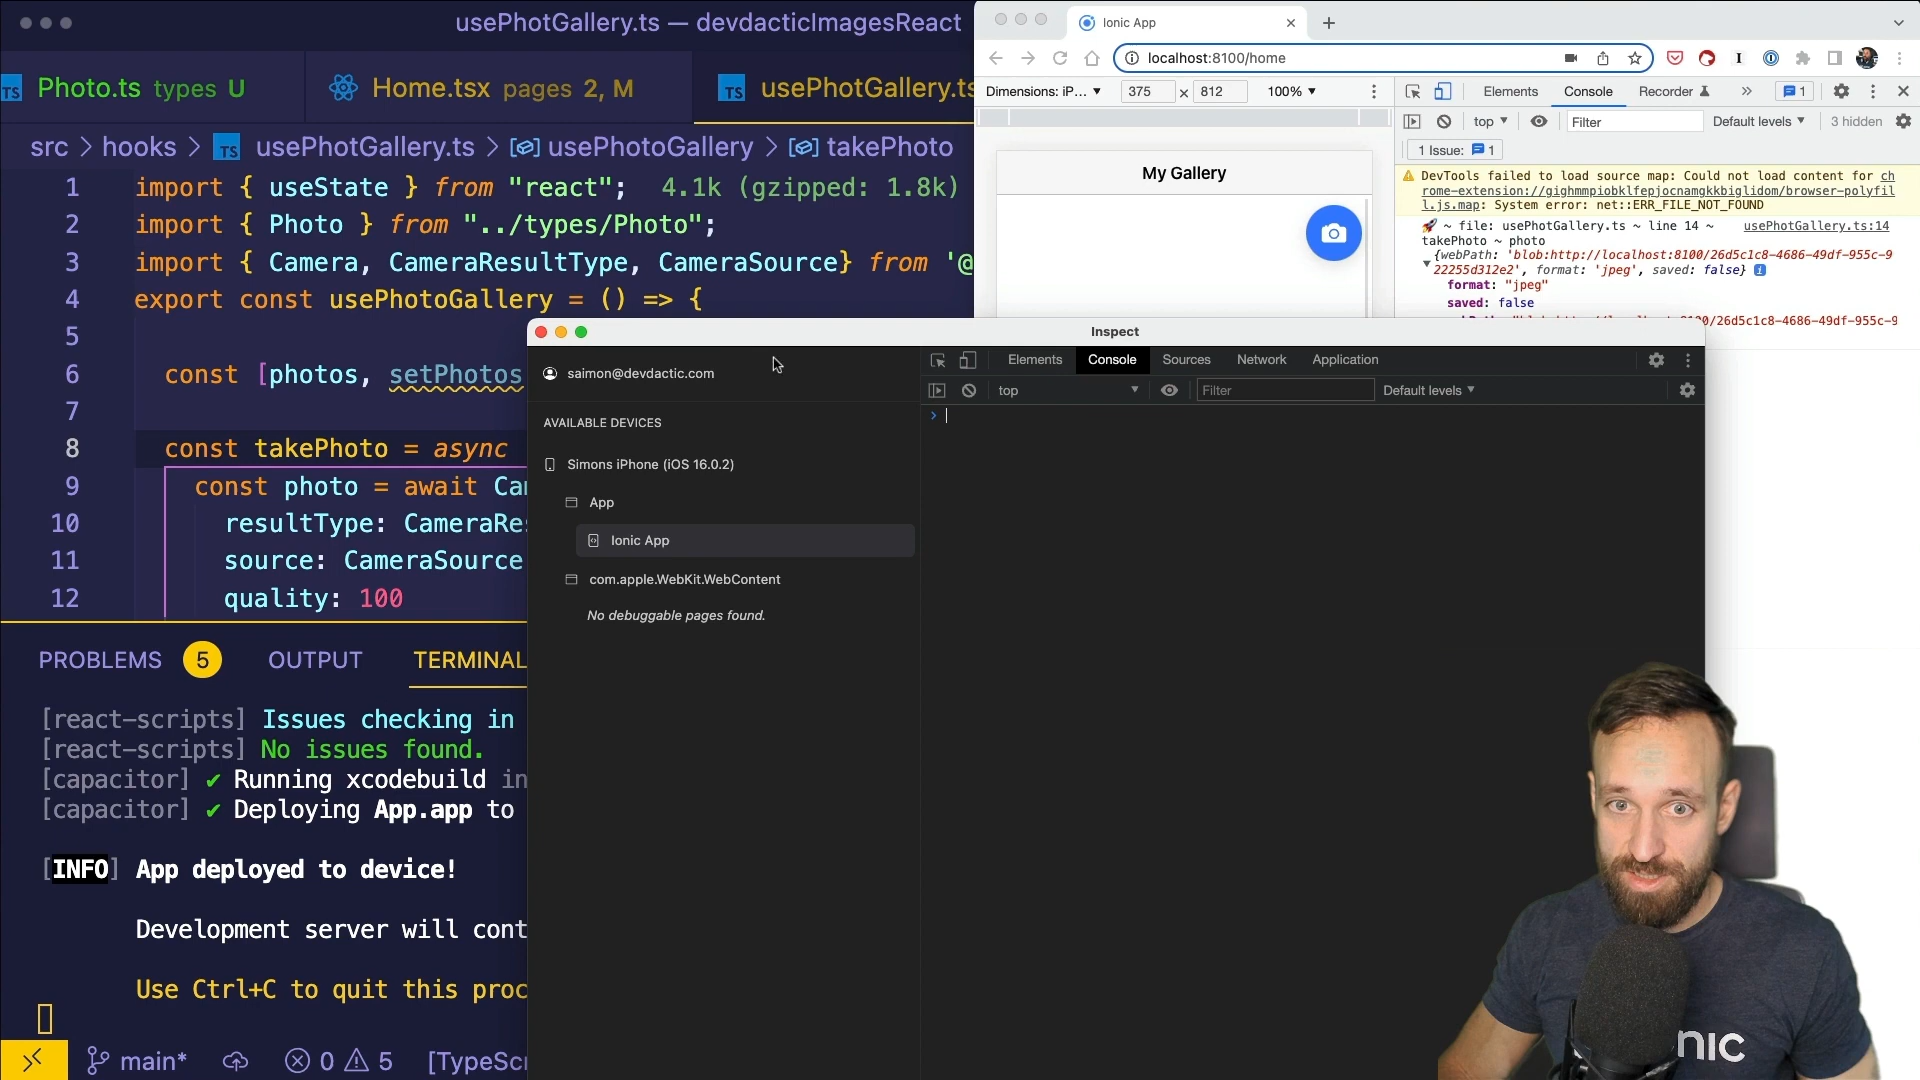 usePhotGallery.ts — devdacticImagesReact
TS Photo.ts types U
Home.tsx pages 2, M
TS usePhotGallery.ts
src > hooks > TS usePhotGallery.ts > usePhotoGallery > takePhoto
1 import { useState } from "react"; 4.1k (gzipped: 1.8k)
2 import { Photo } from "../types/Photo";
3 import { Camera, CameraResultType, CameraSource} from '@
4 export const usePhotoGallery = () => {
5
6 const [photos, setPhotos
7
8 const takePhoto = async
9 const photo = await Cam
10 resultType: CameraRes
11 source: CameraSource
12 quality: 100
PROBLEMS 5 OUTPUT TERMINAL
[react-scripts] Issues checking in
[react-scripts] No issues found.
[capacitor] ✔ Running xcodebuild in
[capacitor] ✔ Deploying App.app to
[INFO] App deployed to device!
Development server will cont
Use Ctrl+C to quit this proc
main* 0 5 [TypeScr
Ionic App
localhost:8100/home
Dimensions: iP... ▼ 375 × 812 100% ▼
My Gallery
Elements Console Recorder » 1
top ▼ Filter Default levels ▼ 3 hidden
1 Issue: 1
DevTools failed to load source map: Could not load content for ch
rome-extension://gighmmpiobklfepjocnamgkkbiglidom/browser-polyfil
l.js.map: System error: net::ERR_FILE_NOT_FOUND
🚀 ~ file: usePhotGallery.ts ~ line 14 ~ usePhotGallery.ts:14
takePhoto ~ photo
{webPath: 'blob:http://localhost:8100/26d5c1c8-4686-49df-955c-9
22255d312e2', format: 'jpeg', saved: false}
format: "jpeg"
saved: false
Inspect
saimon@devdactic.com
AVAILABLE DEVICES
Simons iPhone (iOS 16.0.2)
App
Ionic App
com.apple.WebKit.WebContent
No debuggable pages found.
Elements Console Sources Network Application
top ▼ Filter Default levels ▼
>
nic